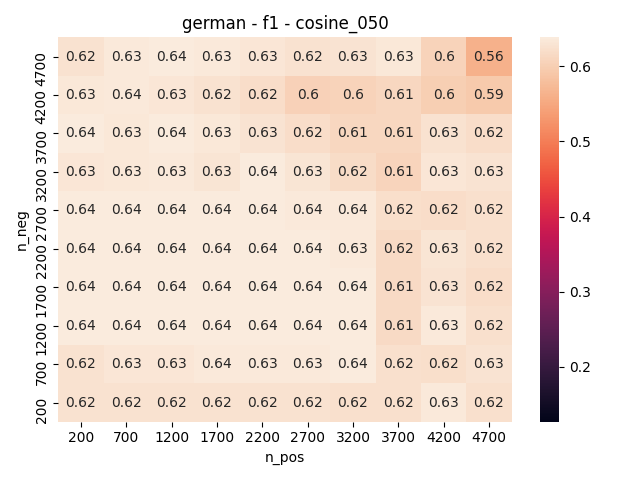 german - f1 - cosine_050
n_neg
4700 0.62 0.63 0.64 0.63 0.63 0.62 0.63 0.63 0.6 0.56
4200 0.63 0.64 0.63 0.62 0.62 0.6 0.6 0.61 0.6 0.59
3700 0.64 0.63 0.64 0.63 0.63 0.62 0.61 0.61 0.63 0.62
3200 0.63 0.63 0.63 0.63 0.64 0.63 0.62 0.61 0.63 0.63
2700 0.64 0.64 0.64 0.64 0.64 0.64 0.64 0.62 0.62 0.62
2200 0.64 0.64 0.64 0.64 0.64 0.64 0.63 0.62 0.63 0.62
1700 0.64 0.64 0.64 0.64 0.64 0.64 0.64 0.61 0.63 0.62
1200 0.64 0.64 0.64 0.64 0.64 0.64 0.64 0.61 0.63 0.62
700 0.62 0.63 0.63 0.64 0.63 0.63 0.64 0.62 0.62 0.63
200 0.62 0.62 0.62 0.62 0.62 0.62 0.62 0.62 0.63 0.62
200 700 1200 1700 2200 2700 3200 3700 4200 4700
n_pos
0.6
0.5
0.4
0.3
0.2